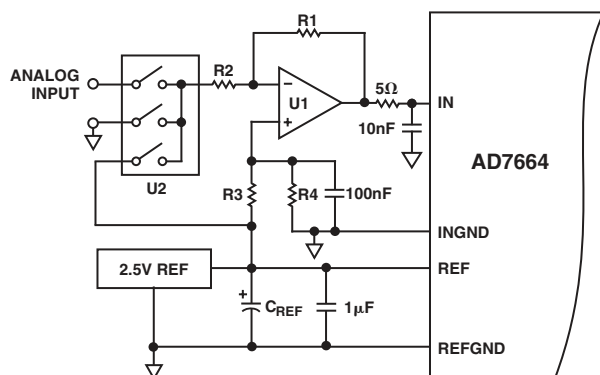 R1
ANALOG
INPUT
R2
–
U1
+
5Ω
IN
10nF
AD7664
U2
R3
R4
100nF
INGND
2.5V REF
REF
+
CREF
1μF
REFGND